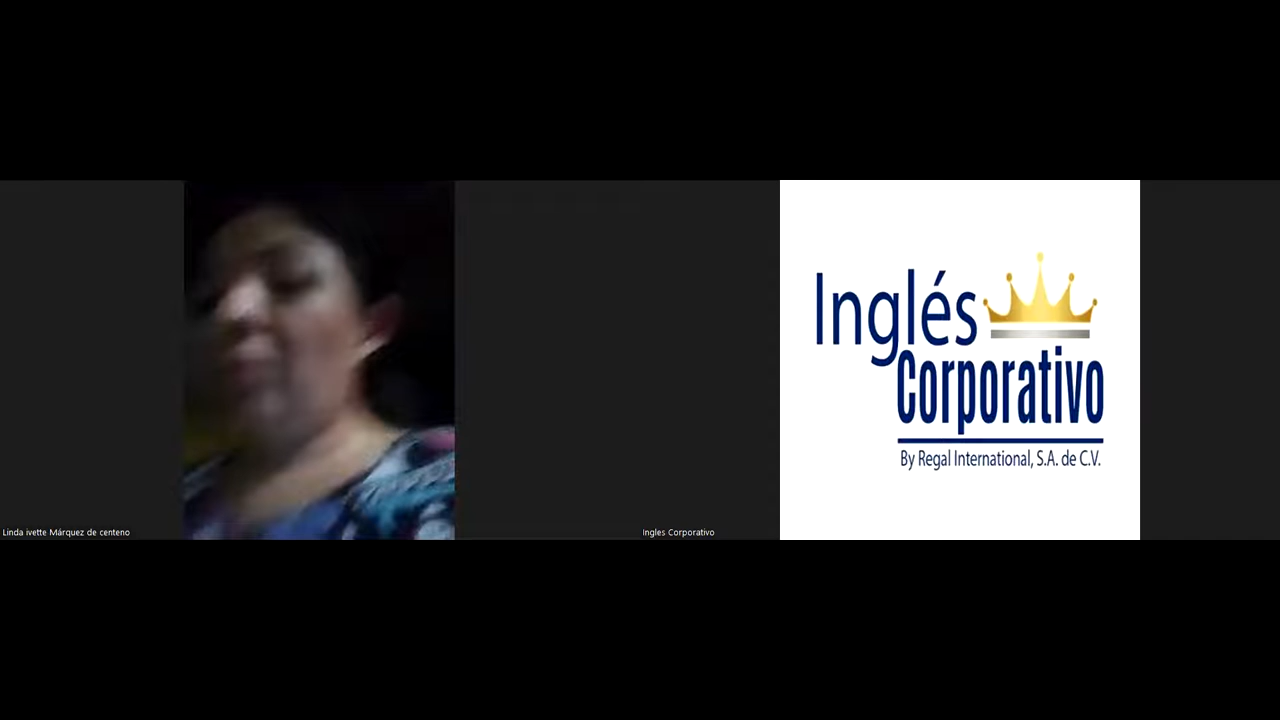 Inglés
Corporativo
By Regal International, S.A. de C.V.
Linda ivette Márquez de centeno
Ingles Corporativo